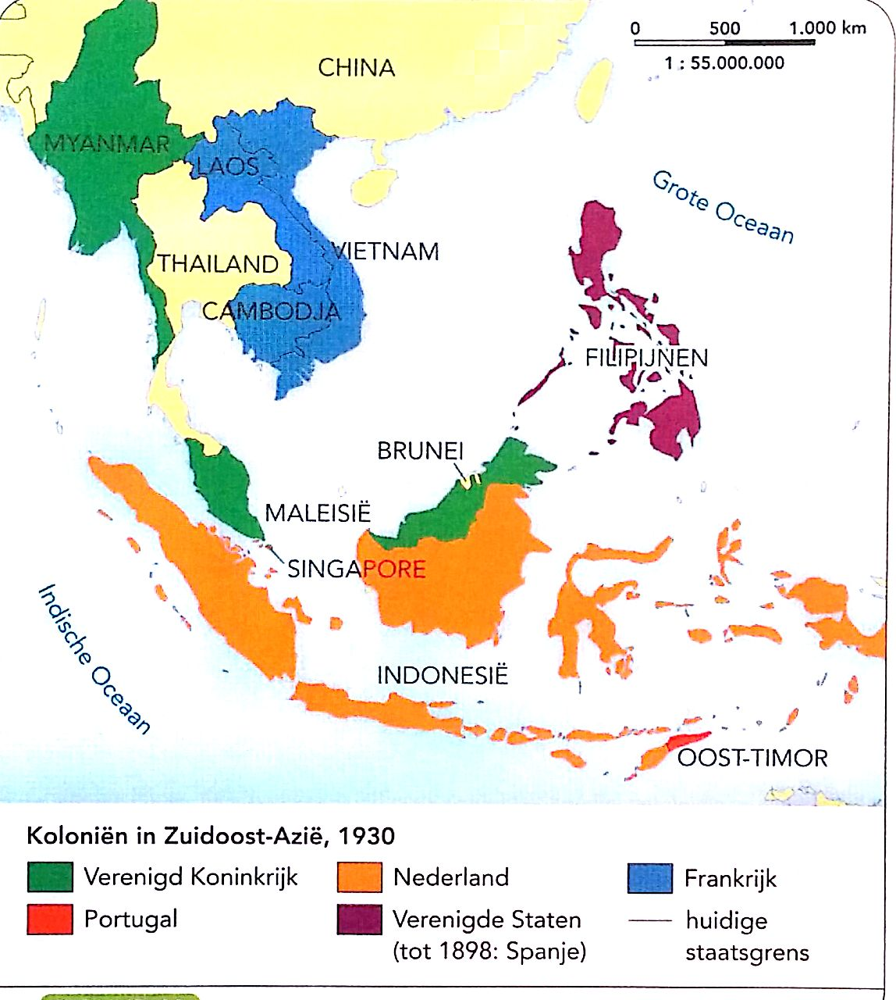 0 500 1.000 km
1 : 55.000.000
CHINA
MYANMAR
LAOS
Grote Oceaan
VIETNAM
THAILAND
CAMBODJA
FILIPIJNEN
BRUNEI
MALEISIË
SINGAPORE
Indische Oceaan
INDONESIË
OOST-TIMOR
Koloniën in Zuidoost-Azië, 1930
Verenigd Koninkrijk
Nederland
Frankrijk
Portugal
Verenigde Staten
(tot 1898: Spanje)
huidige
staatsgrens